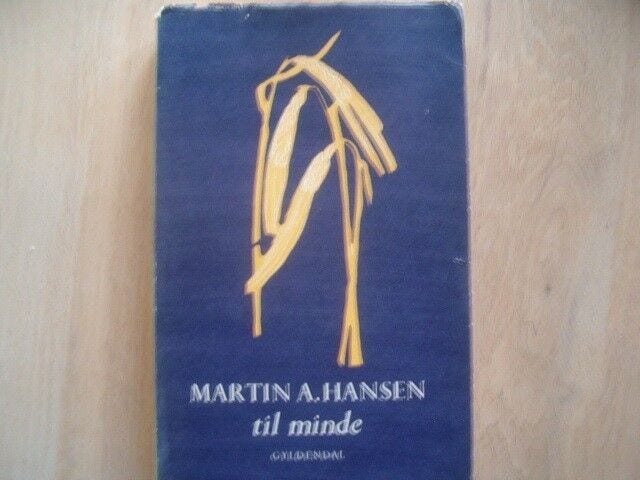 MARTIN A. HANSEN
til minde
GYLDENDAL